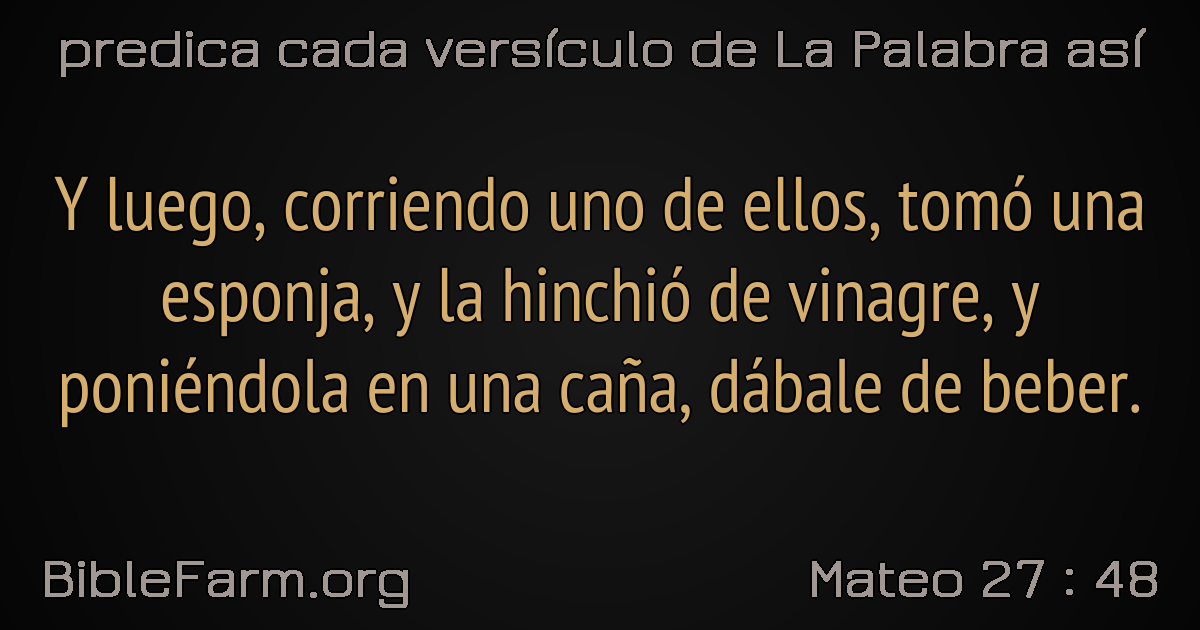 predica cada versículo de La Palabra así
Y luego, corriendo uno de ellos, tomó una
esponja, y la hinchió de vinagre, y
poniéndola en una caña, dábale de beber.
BibleFarm.org
Mateo 27 : 48